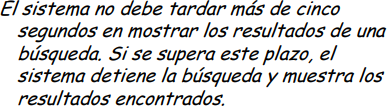 El sistema no debe tardar más de cinco
segundos en mostrar los resultados de una
búsqueda. Si se supera este plazo, el
sistema detiene la búsqueda y muestra los
resultados encontrados.